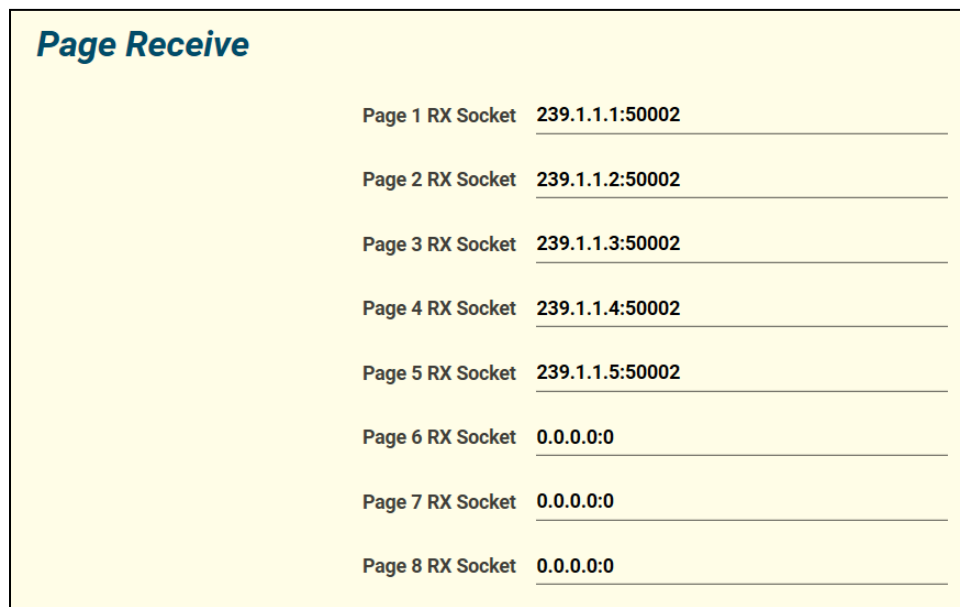 Page Receive
Page 1 RX Socket 239.1.1.1:50002
Page 2 RX Socket 239.1.1.2:50002
Page 3 RX Socket 239.1.1.3:50002
Page 4 RX Socket 239.1.1.4:50002
Page 5 RX Socket 239.1.1.5:50002
Page 6 RX Socket 0.0.0.0:0
Page 7 RX Socket 0.0.0.0:0
Page 8 RX Socket 0.0.0.0:0